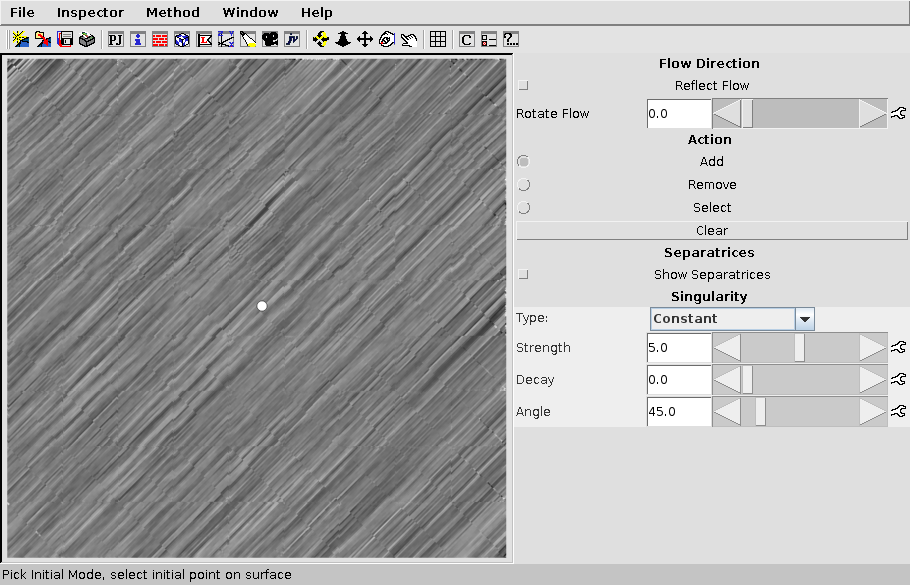 File Inspector Method Window Help
PJ i jv C ?...
Flow Direction
Reflect Flow
Rotate Flow 0.0
Action
Add
Remove
Select
Clear
Separatrices
Show Separatrices
Singularity
Type: Constant
Strength 5.0
Decay 0.0
Angle 45.0
Pick Initial Mode, select initial point on surface